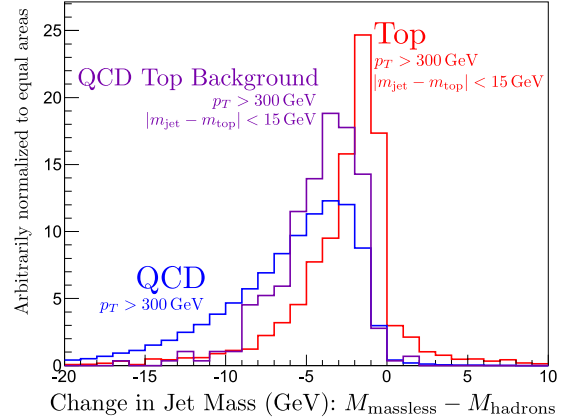 Arbitrarily normalized to equal areas
25
20
15
10
5
0
Top
p_T > 300 GeV
|m_jet − m_top| < 15 GeV
QCD Top Background
p_T > 300 GeV
|m_jet − m_top| < 15 GeV
QCD
p_T > 300 GeV
-20 -15 -10 -5 0 5 10
Change in Jet Mass (GeV): M_massless − M_hadrons